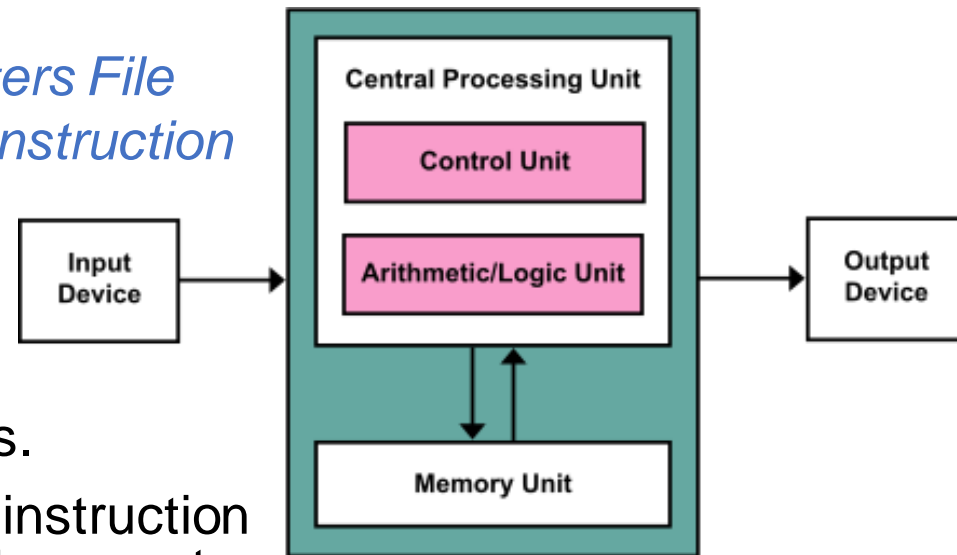 ers File
nstruction
Central Processing Unit
Control Unit
Arithmetic/Logic Unit
Input
Device
Output
Device
s.
Memory Unit
instruction